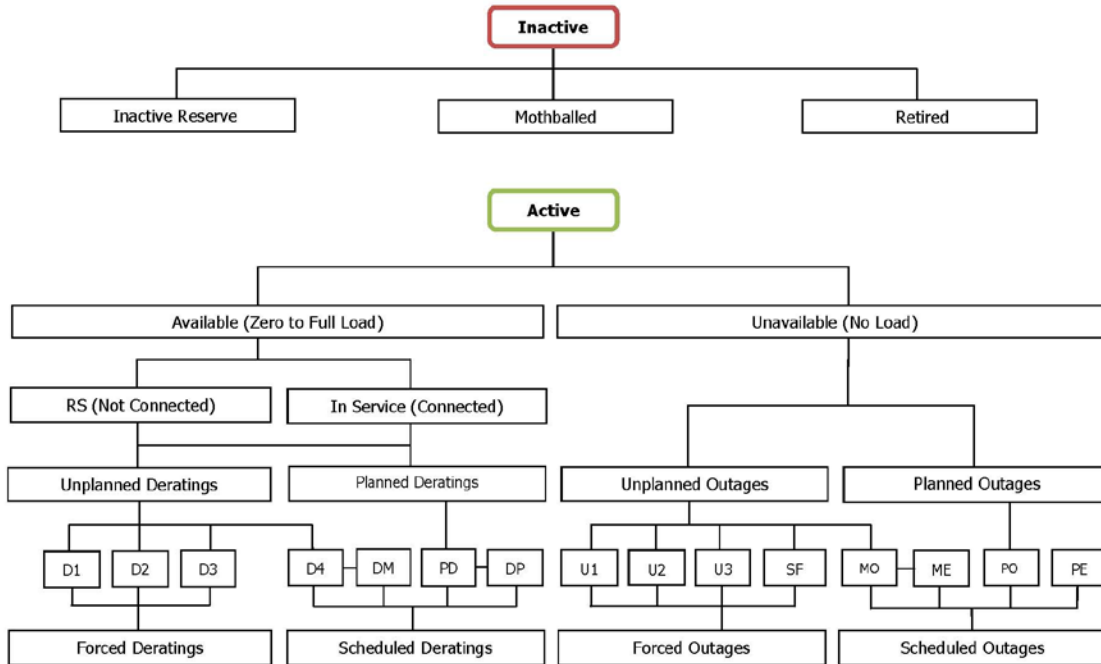 Inactive
Inactive Reserve
Mothballed
Retired
Active
Available (Zero to Full Load)
Unavailable (No Load)
RS (Not Connected)
In Service (Connected)
Unplanned Deratings
Planned Deratings
Unplanned Outages
Planned Outages
D1
D2
D3
D4
DM
PD
DP
U1
U2
U3
SF
MO
ME
PO
PE
Forced Deratings
Scheduled Deratings
Forced Outages
Scheduled Outages